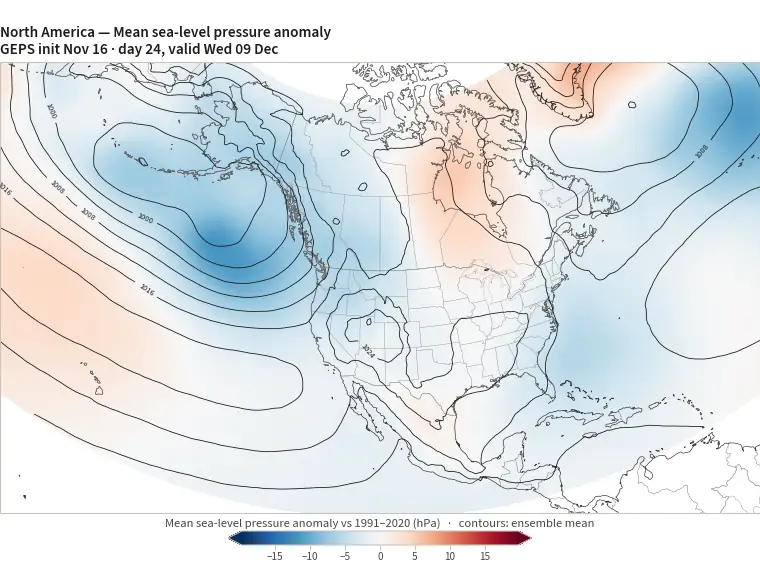 North America — Mean sea-level pressure anomaly
GEPS init Nov 16 · day 24, valid Wed 09 Dec
1000
1008
1016
1008
1008
1000
1016
1024
Mean sea-level pressure anomaly vs 1991–2020 (hPa) · contours: ensemble mean
−15 −10 −5 0 5 10 15